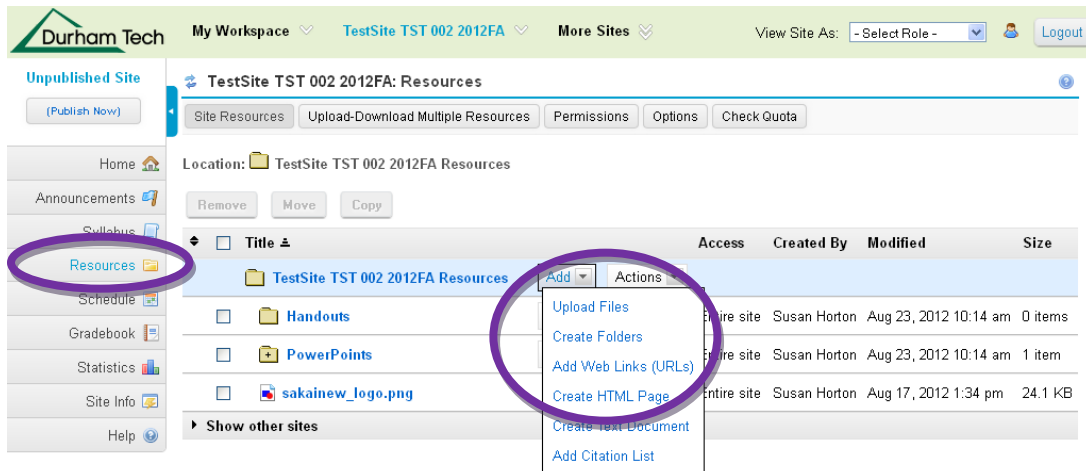 Durham Tech My Workspace TestSite TST 002 2012FA More Sites View Site As: - Select Role - Logout
Unpublished Site
(Publish Now)
Home
Announcements
Syllabus
Resources
Schedule
Gradebook
Statistics
Site Info
Help
TestSite TST 002 2012FA: Resources
Site Resources Upload-Download Multiple Resources Permissions Options Check Quota
Location: TestSite TST 002 2012FA Resources
Remove Move Copy
Title Access Created By Modified Size
TestSite TST 002 2012FA Resources Add Actions
Upload Files
Create Folders
Add Web Links (URLs)
Create HTML Page
Create Text Document
Add Citation List
Handouts Entire site Susan Horton Aug 23, 2012 10:14 am 0 items
PowerPoints Entire site Susan Horton Aug 23, 2012 10:14 am 1 item
sakainew_logo.png Entire site Susan Horton Aug 17, 2012 1:34 pm 24.1 KB
Show other sites